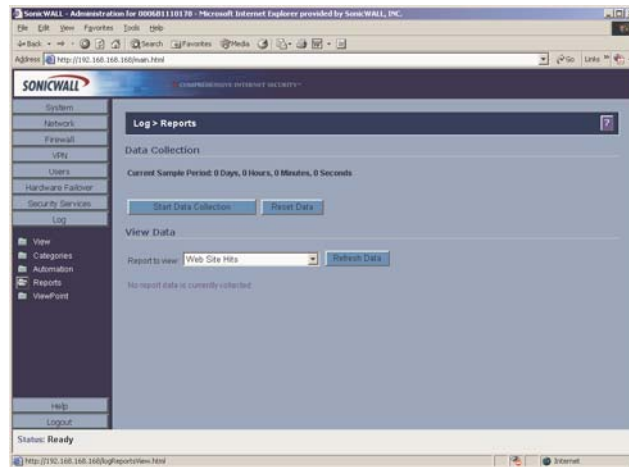 SonicWALL - Administration for 000681110178 - Microsoft Internet Explorer provided by SonicWALL, INC.
File Edit View Favorites Tools Help
Back Search Favorites Media
Address http://192.168.168.168/main.html Go Links
SONICWALL COMPREHENSIVE INTERNET SECURITY
System
Network
Firewall
VPN
Users
Hardware Failover
Security Services
Log
View
Categories
Automation
Reports
ViewPoint
Help
Logout
Log > Reports ?
Data Collection
Current Sample Period: 0 Days, 0 Hours, 0 Minutes, 0 Seconds
Start Data Collection Reset Data
View Data
Report to view: Web Site Hits Refresh Data
No report data is currently collected
Status: Ready
http://192.168.168.168/logReportsView.html Internet